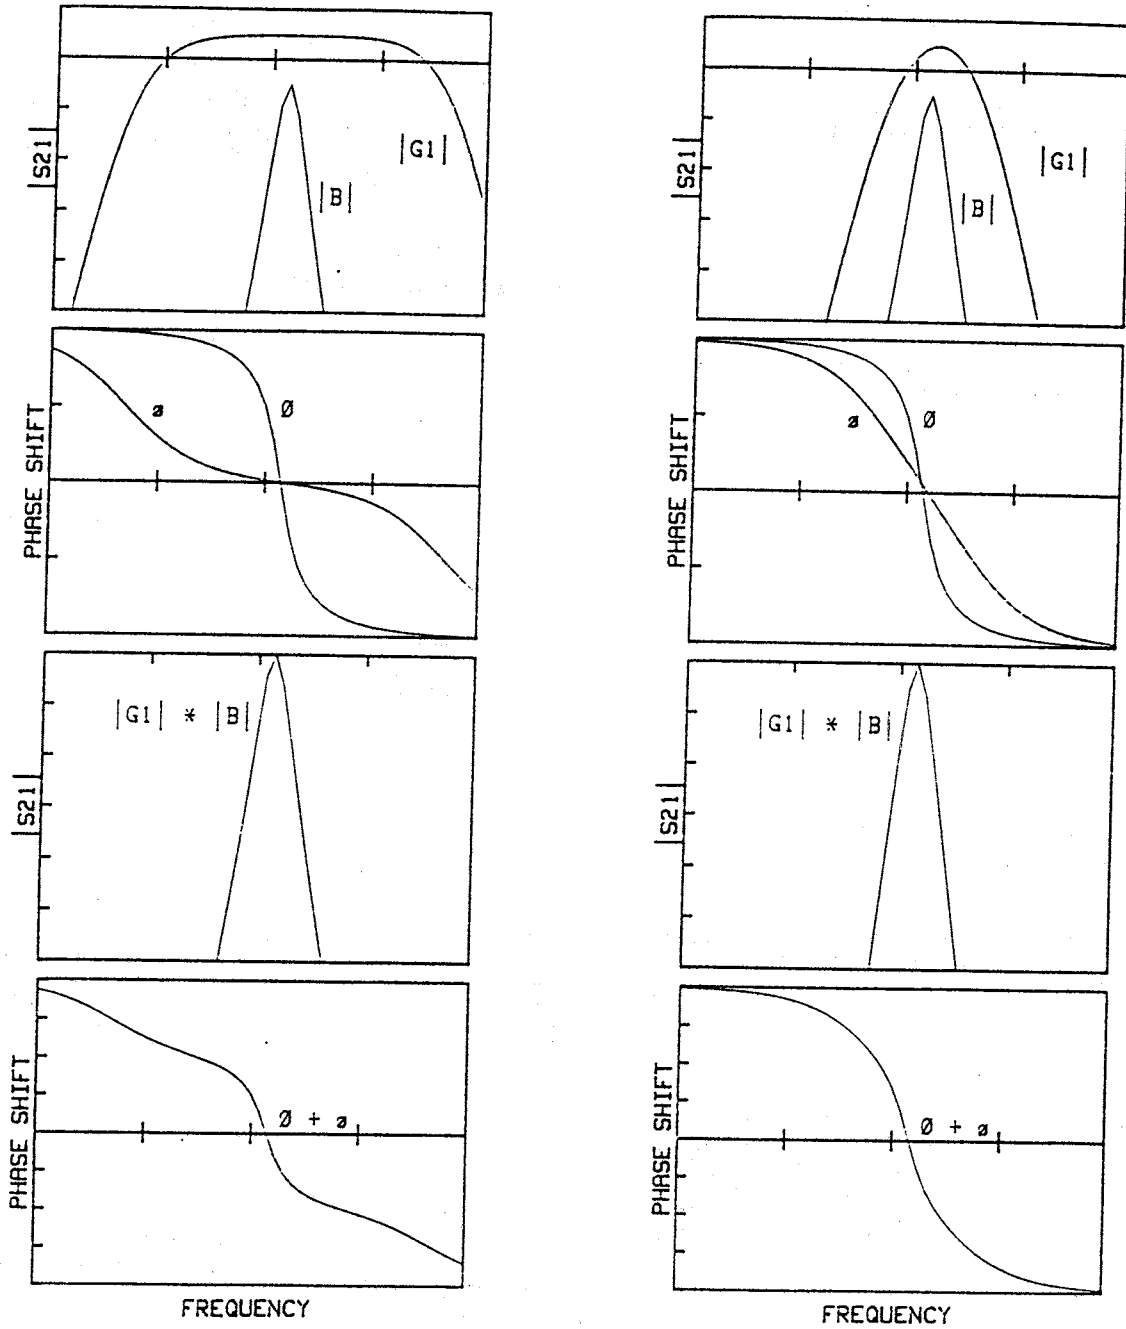 |S21|
|G1|
|B|
PHASE SHIFT
ø
Ø
|S21|
|G1| * |B|
PHASE SHIFT
Ø + ø
FREQUENCY
|S21|
|G1|
|B|
PHASE SHIFT
ø
Ø
|S21|
|G1| * |B|
PHASE SHIFT
Ø + ø
FREQUENCY